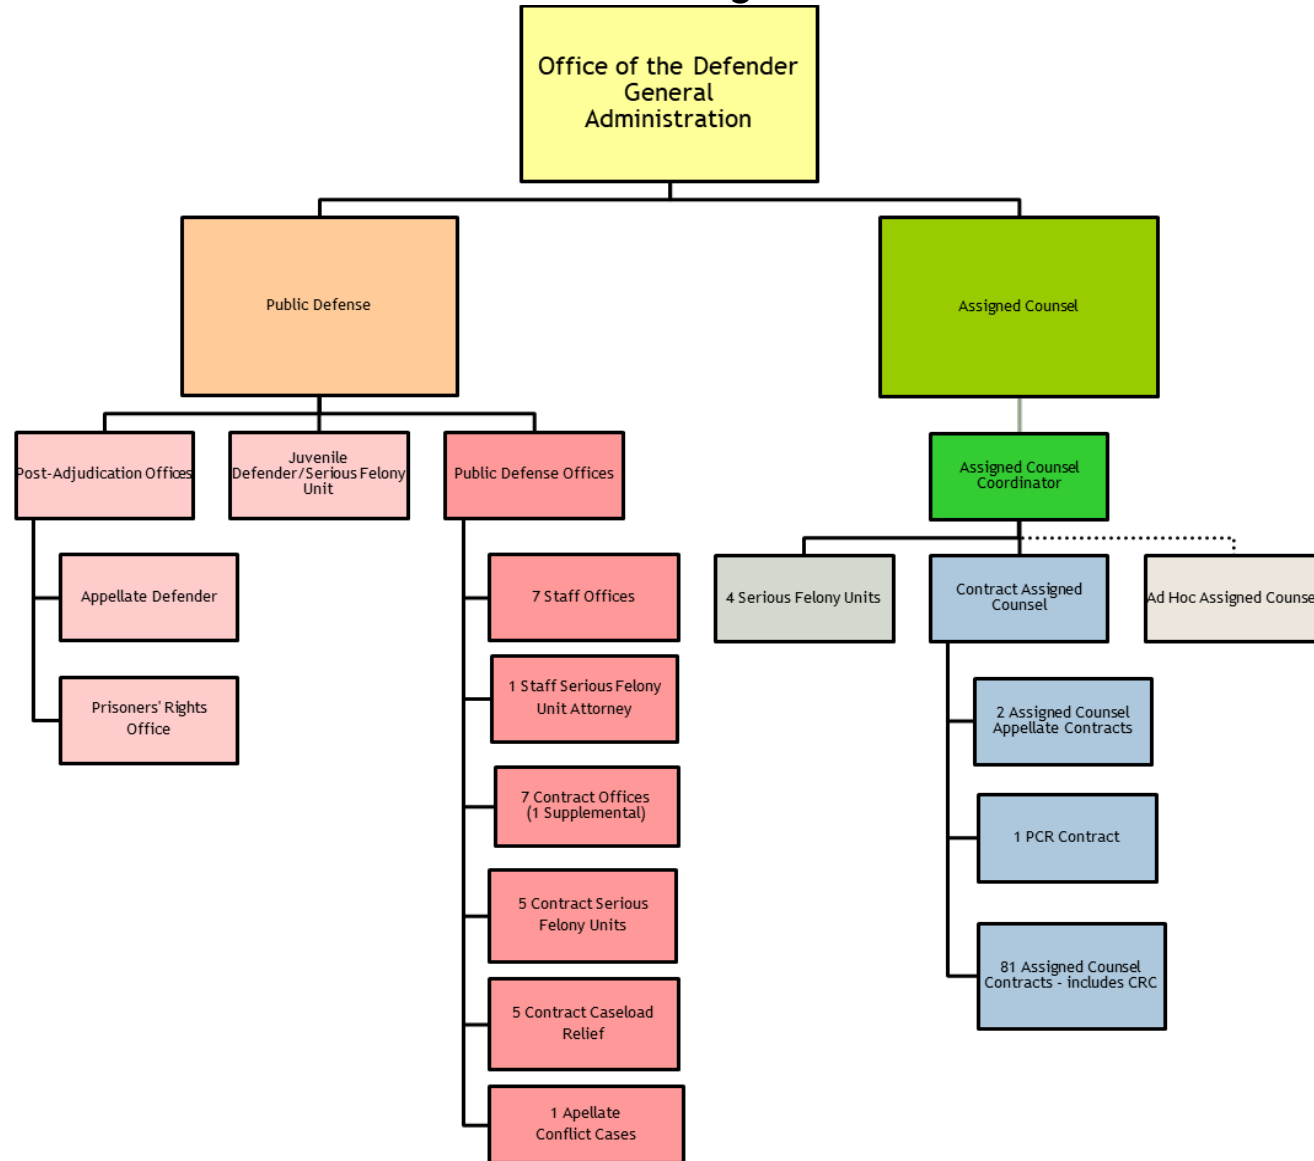 Office of the Defender
General
Administration
Public Defense
Assigned Counsel
Post-Adjudication Offices
Juvenile
Defender/Serious Felony
Unit
Public Defense Offices
Assigned Counsel
Coordinator
Appellate Defender
Prisoners' Rights
Office
7 Staff Offices
1 Staff Serious Felony
Unit Attorney
7 Contract Offices
(1 Supplemental)
5 Contract Serious
Felony Units
5 Contract Caseload
Relief
1 Apellate
Conflict Cases
4 Serious Felony Units
Contract Assigned
Counsel
Ad Hoc Assigned Counse
2 Assigned Counsel
Appellate Contracts
1 PCR Contract
81 Assigned Counsel
Contracts - includes CRC